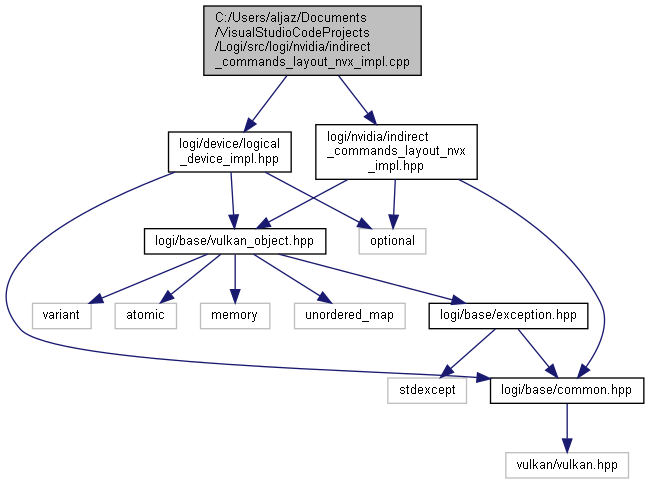 C:/Users/aljaz/Documents
/VisualStudioCodeProjects
/Logi/src/logi/nvidia/indirect
_commands_layout_nvx_impl.cpp
logi/device/logical
_device_impl.hpp
logi/nvidia/indirect
_commands_layout_nvx
_impl.hpp
logi/base/vulkan_object.hpp
optional
variant
atomic
memory
unordered_map
logi/base/exception.hpp
stdexcept
logi/base/common.hpp
vulkan/vulkan.hpp